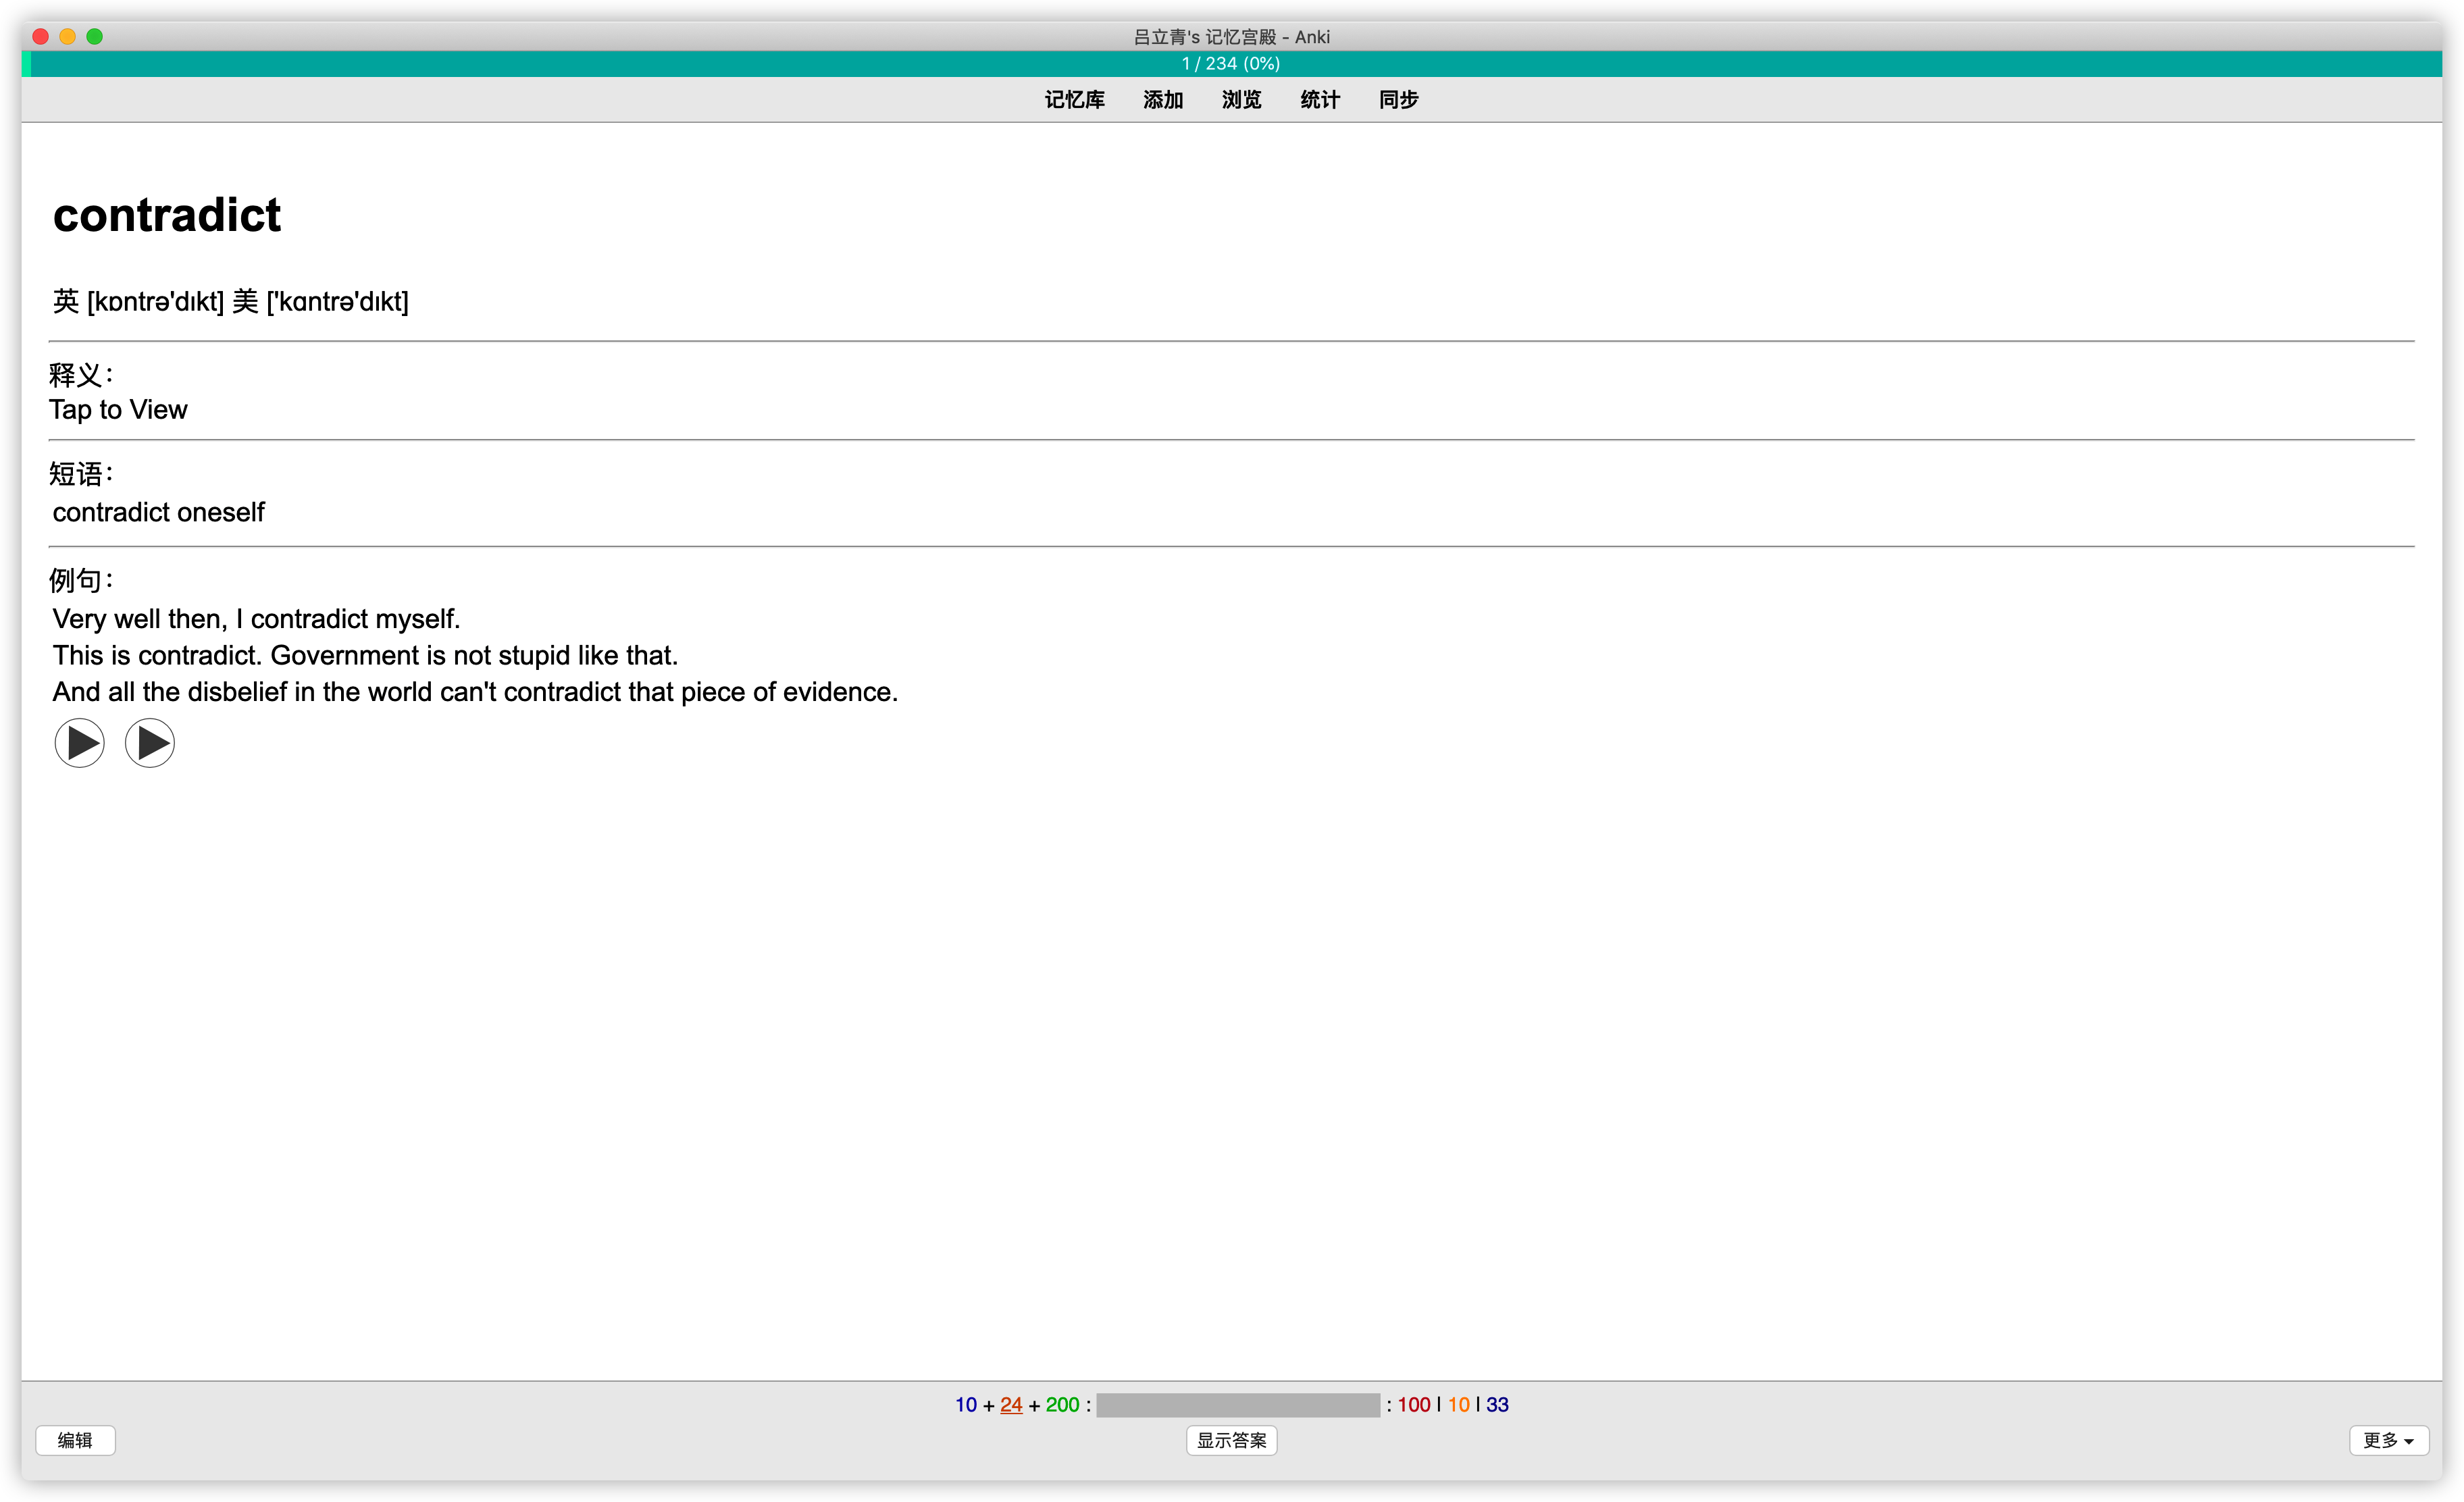 吕立青's 记忆宫殿 - Anki
1 / 234 (0%)
记忆库 添加 浏览 统计 同步
contradict
英 [kɒntrə'dɪkt] 美 ['kɑntrə'dɪkt]
释义：
Tap to View
短语：
contradict oneself
例句：
Very well then, I contradict myself.
This is contradict. Government is not stupid like that.
And all the disbelief in the world can't contradict that piece of evidence.
10 + 24 + 200 : : 100 | 10 | 33
编辑 显示答案 更多